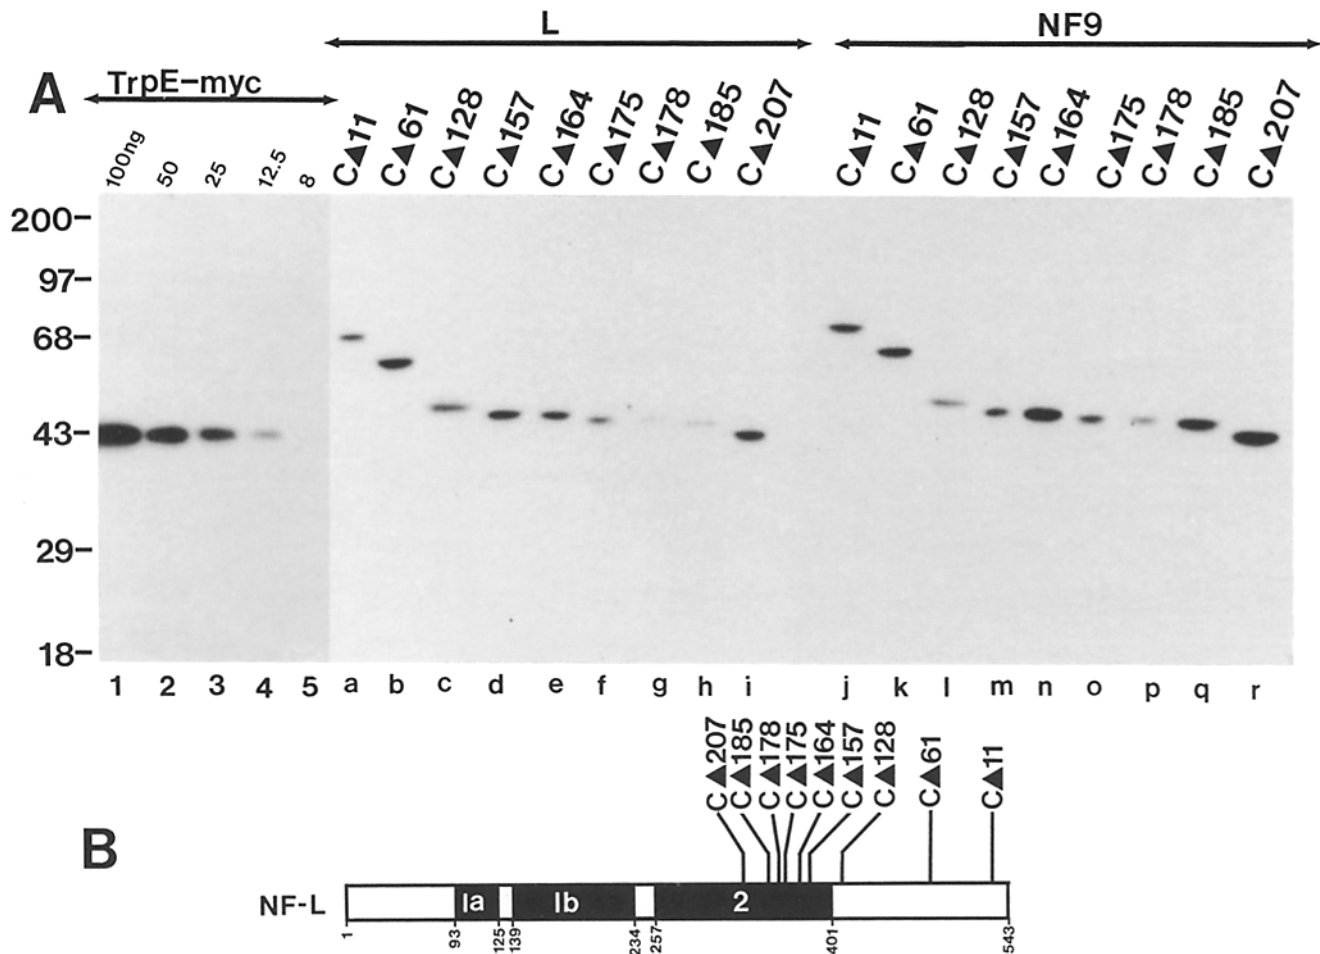 L NF9
A TrpE-myc
100ng 50 25 12.5 8 C▲11 C▲61 C▲128 C▲157 C▲164 C▲175 C▲178 C▲185 C▲207 C▲11 C▲61 C▲128 C▲157 C▲164 C▲175 C▲178 C▲185 C▲207
200
97
68
43
29
18
1 2 3 4 5 a b c d e f g h i j k l m n o p q r
C▲207 C▲185 C▲178 C▲175 C▲164 C▲157 C▲128 C▲61 C▲11
B
NF-L Ia Ib 2
1 93 125 139 234 257 401 543